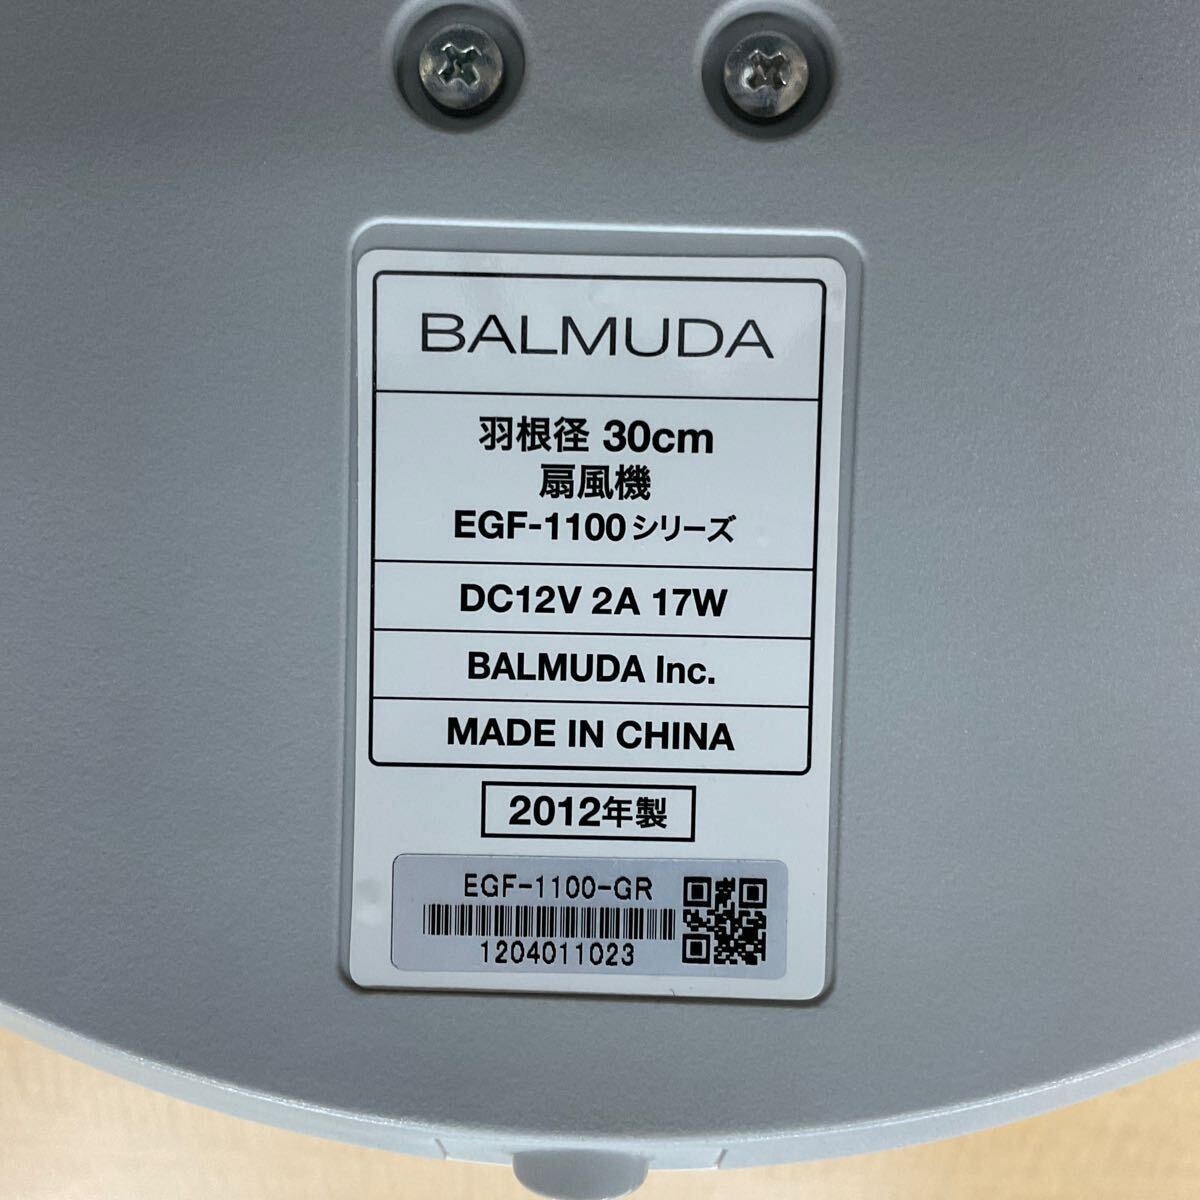 BALMUDA
羽根径 30cm
扇風機
EGF-1100シリーズ
DC12V 2A 17W
BALMUDA Inc.
MADE IN CHINA
2012年製
EGF-1100-GR
1204011023